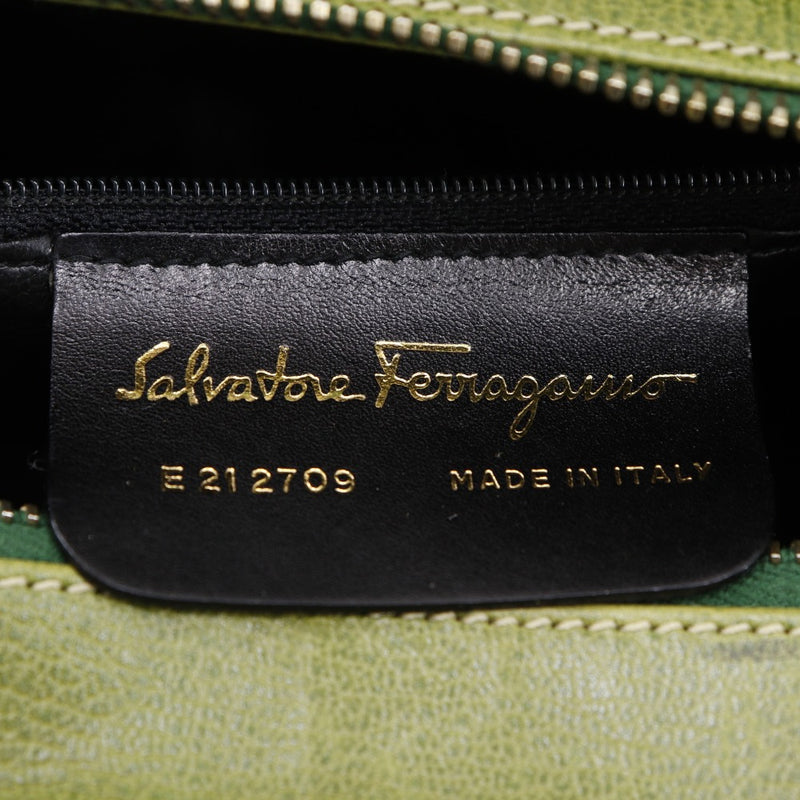 Salvatore Ferragamo
E 21 2709 MADE IN ITALY